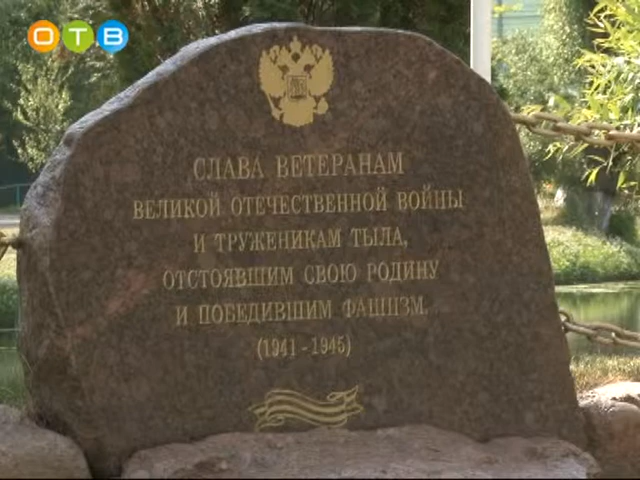 ОТВ
СЛАВА ВЕТЕРАНАМ
ВЕЛИКОЙ ОТЕЧЕСТВЕННОЙ ВОЙНЫ
И ТРУЖЕНИКАМ ТЫЛА,
ОТСТОЯВШИМ СВОЮ РОДИНУ
И ПОБЕДИВШИМ ФАШИЗМ.
(1941-1945)